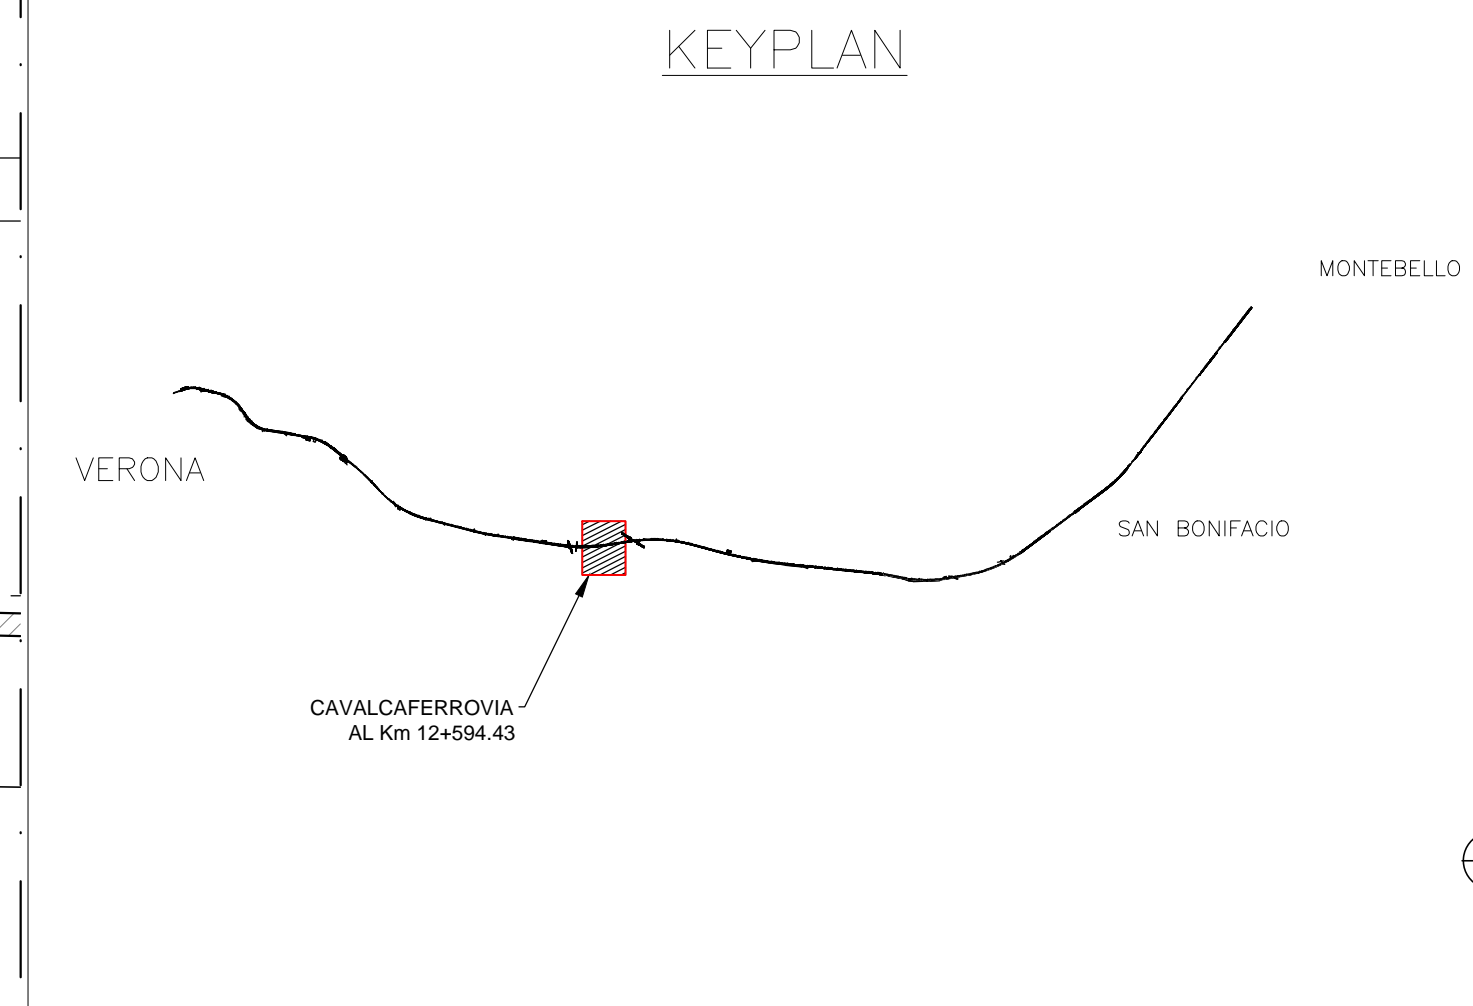 KEYPLAN
MONTEBELLO
VERONA
SAN BONIFACIO
CAVALCAFERROVIA
AL Km 12+594.43